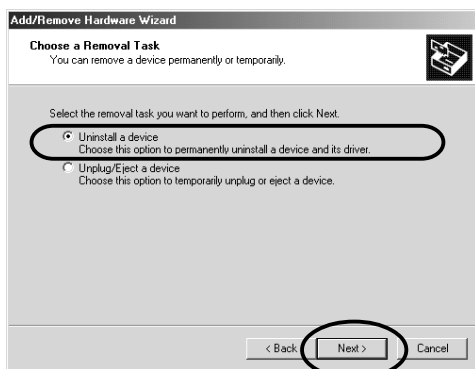 Add/Remove Hardware Wizard
Choose a Removal Task
You can remove a device permanently or temporarily.
Select the removal task you want to perform, and then click Next.
Uninstall a device
Choose this option to permanently uninstall a device and its driver.
Unplug/Eject a device
Choose this option to temporarily unplug or eject a device.
< Back
Next >
Cancel